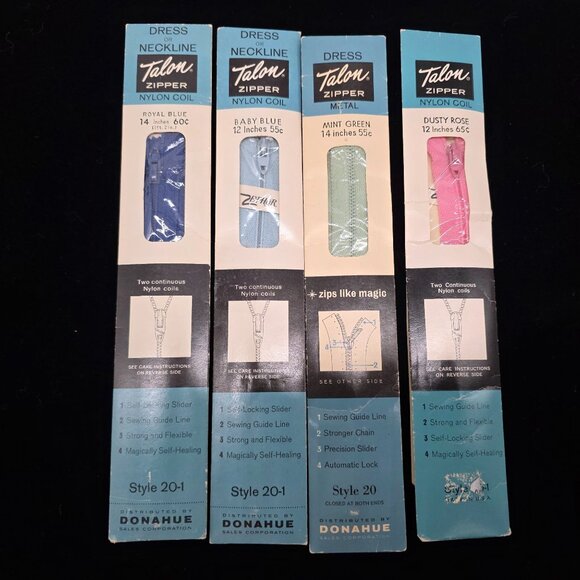 DRESS
OR
NECKLINE
Talon
ZIPPER
NYLON COIL
ROYAL BLUE
14 Inches 60¢
Two continuous
Nylon coils
SEE CARE INSTRUCTIONS
ON REVERSE SIDE
1 Self-Locking Slider
2 Sewing Guide Line
3 Strong and Flexible
4 Magically Self-Healing
Style 20-1
DISTRIBUTED BY
DONAHUE
SALES CORPORATION
DRESS
OR
NECKLINE
Talon
ZIPPER
NYLON COIL
BABY BLUE
12 Inches 55¢
Two continuous
Nylon coils
SEE CARE INSTRUCTIONS
ON REVERSE SIDE
1 Self-Locking Slider
2 Sewing Guide Line
3 Strong and Flexible
4 Magically Self-Healing
Style 20-1
DISTRIBUTED BY
DONAHUE
SALES CORPORATION
DRESS
Talon
ZIPPER
METAL
MINT GREEN
14 inches 55¢
zips like magic
1
2
3
4
SEE OTHER SIDE
1 Sewing Guide Line
2 Stronger Chain
3 Precision Slider
4 Automatic Lock
Style 20
CLOSED AT BOTH ENDS
DISTRIBUTED BY
DONAHUE
SALES CORPORATION
Talon
ZIPPER
NYLON COIL
DUSTY ROSE
12 Inches 65¢
Two Continuous
Nylon Coils
SEE CARE INSTRUCTIONS
ON REVERSE SIDE
1 Sewing Guide Line
2 Strong and Flexible
3 Self-Locking Slider
4 Magically Self-Healing